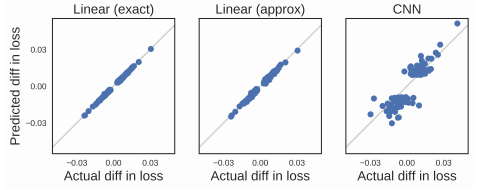 Linear (exact) Linear (approx) CNN
Predicted diff in loss
0.03
0.00
−0.03
−0.03 0.00 0.03 −0.03 0.00 0.03 −0.03 0.00 0.03
Actual diff in loss Actual diff in loss Actual diff in loss